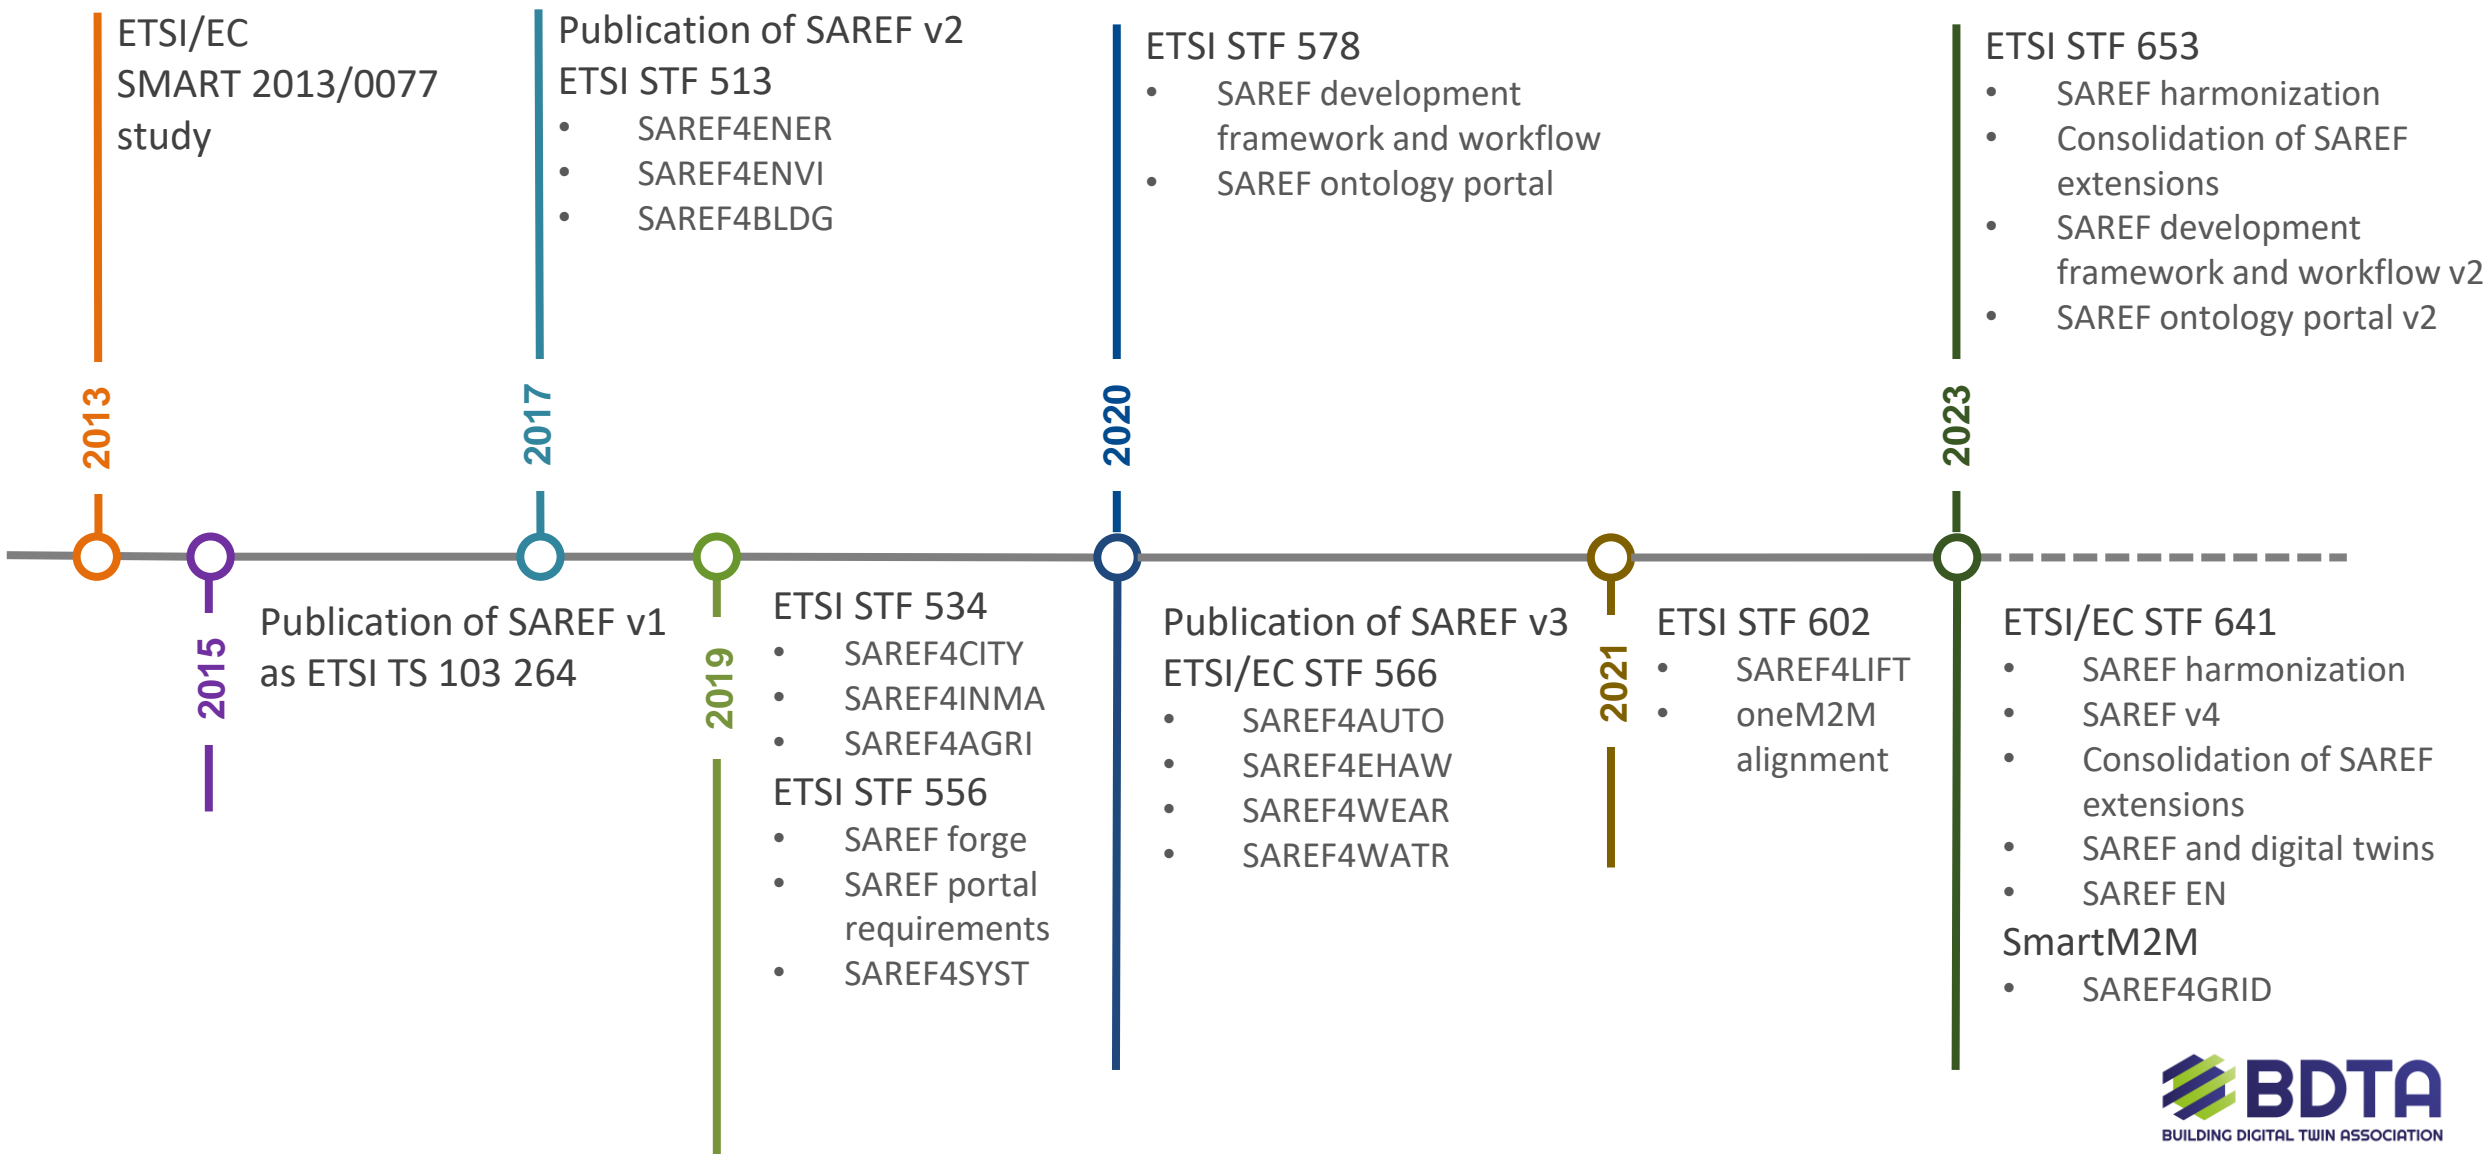 ETSI/EC
SMART 2013/0077
study
2013
Publication of SAREF v1
as ETSI TS 103 264
2015
Publication of SAREF v2
ETSI STF 513
• SAREF4ENER
• SAREF4ENVI
• SAREF4BLDG
2017
ETSI STF 534
• SAREF4CITY
• SAREF4INMA
• SAREF4AGRI
ETSI STF 556
• SAREF forge
• SAREF portal
requirements
• SAREF4SYST
2019
ETSI STF 578
• SAREF development
framework and workflow
• SAREF ontology portal
2020
Publication of SAREF v3
ETSI/EC STF 566
• SAREF4AUTO
• SAREF4EHAW
• SAREF4WEAR
• SAREF4WATR
2021
ETSI STF 602
• SAREF4LIFT
• oneM2M
alignment
ETSI STF 653
• SAREF harmonization
• Consolidation of SAREF
extensions
• SAREF development
framework and workflow v2
• SAREF ontology portal v2
2023
ETSI/EC STF 641
• SAREF harmonization
• SAREF v4
• Consolidation of SAREF
extensions
• SAREF and digital twins
• SAREF EN
SmartM2M
• SAREF4GRID
BDTA
BUILDING DIGITAL TWIN ASSOCIATION